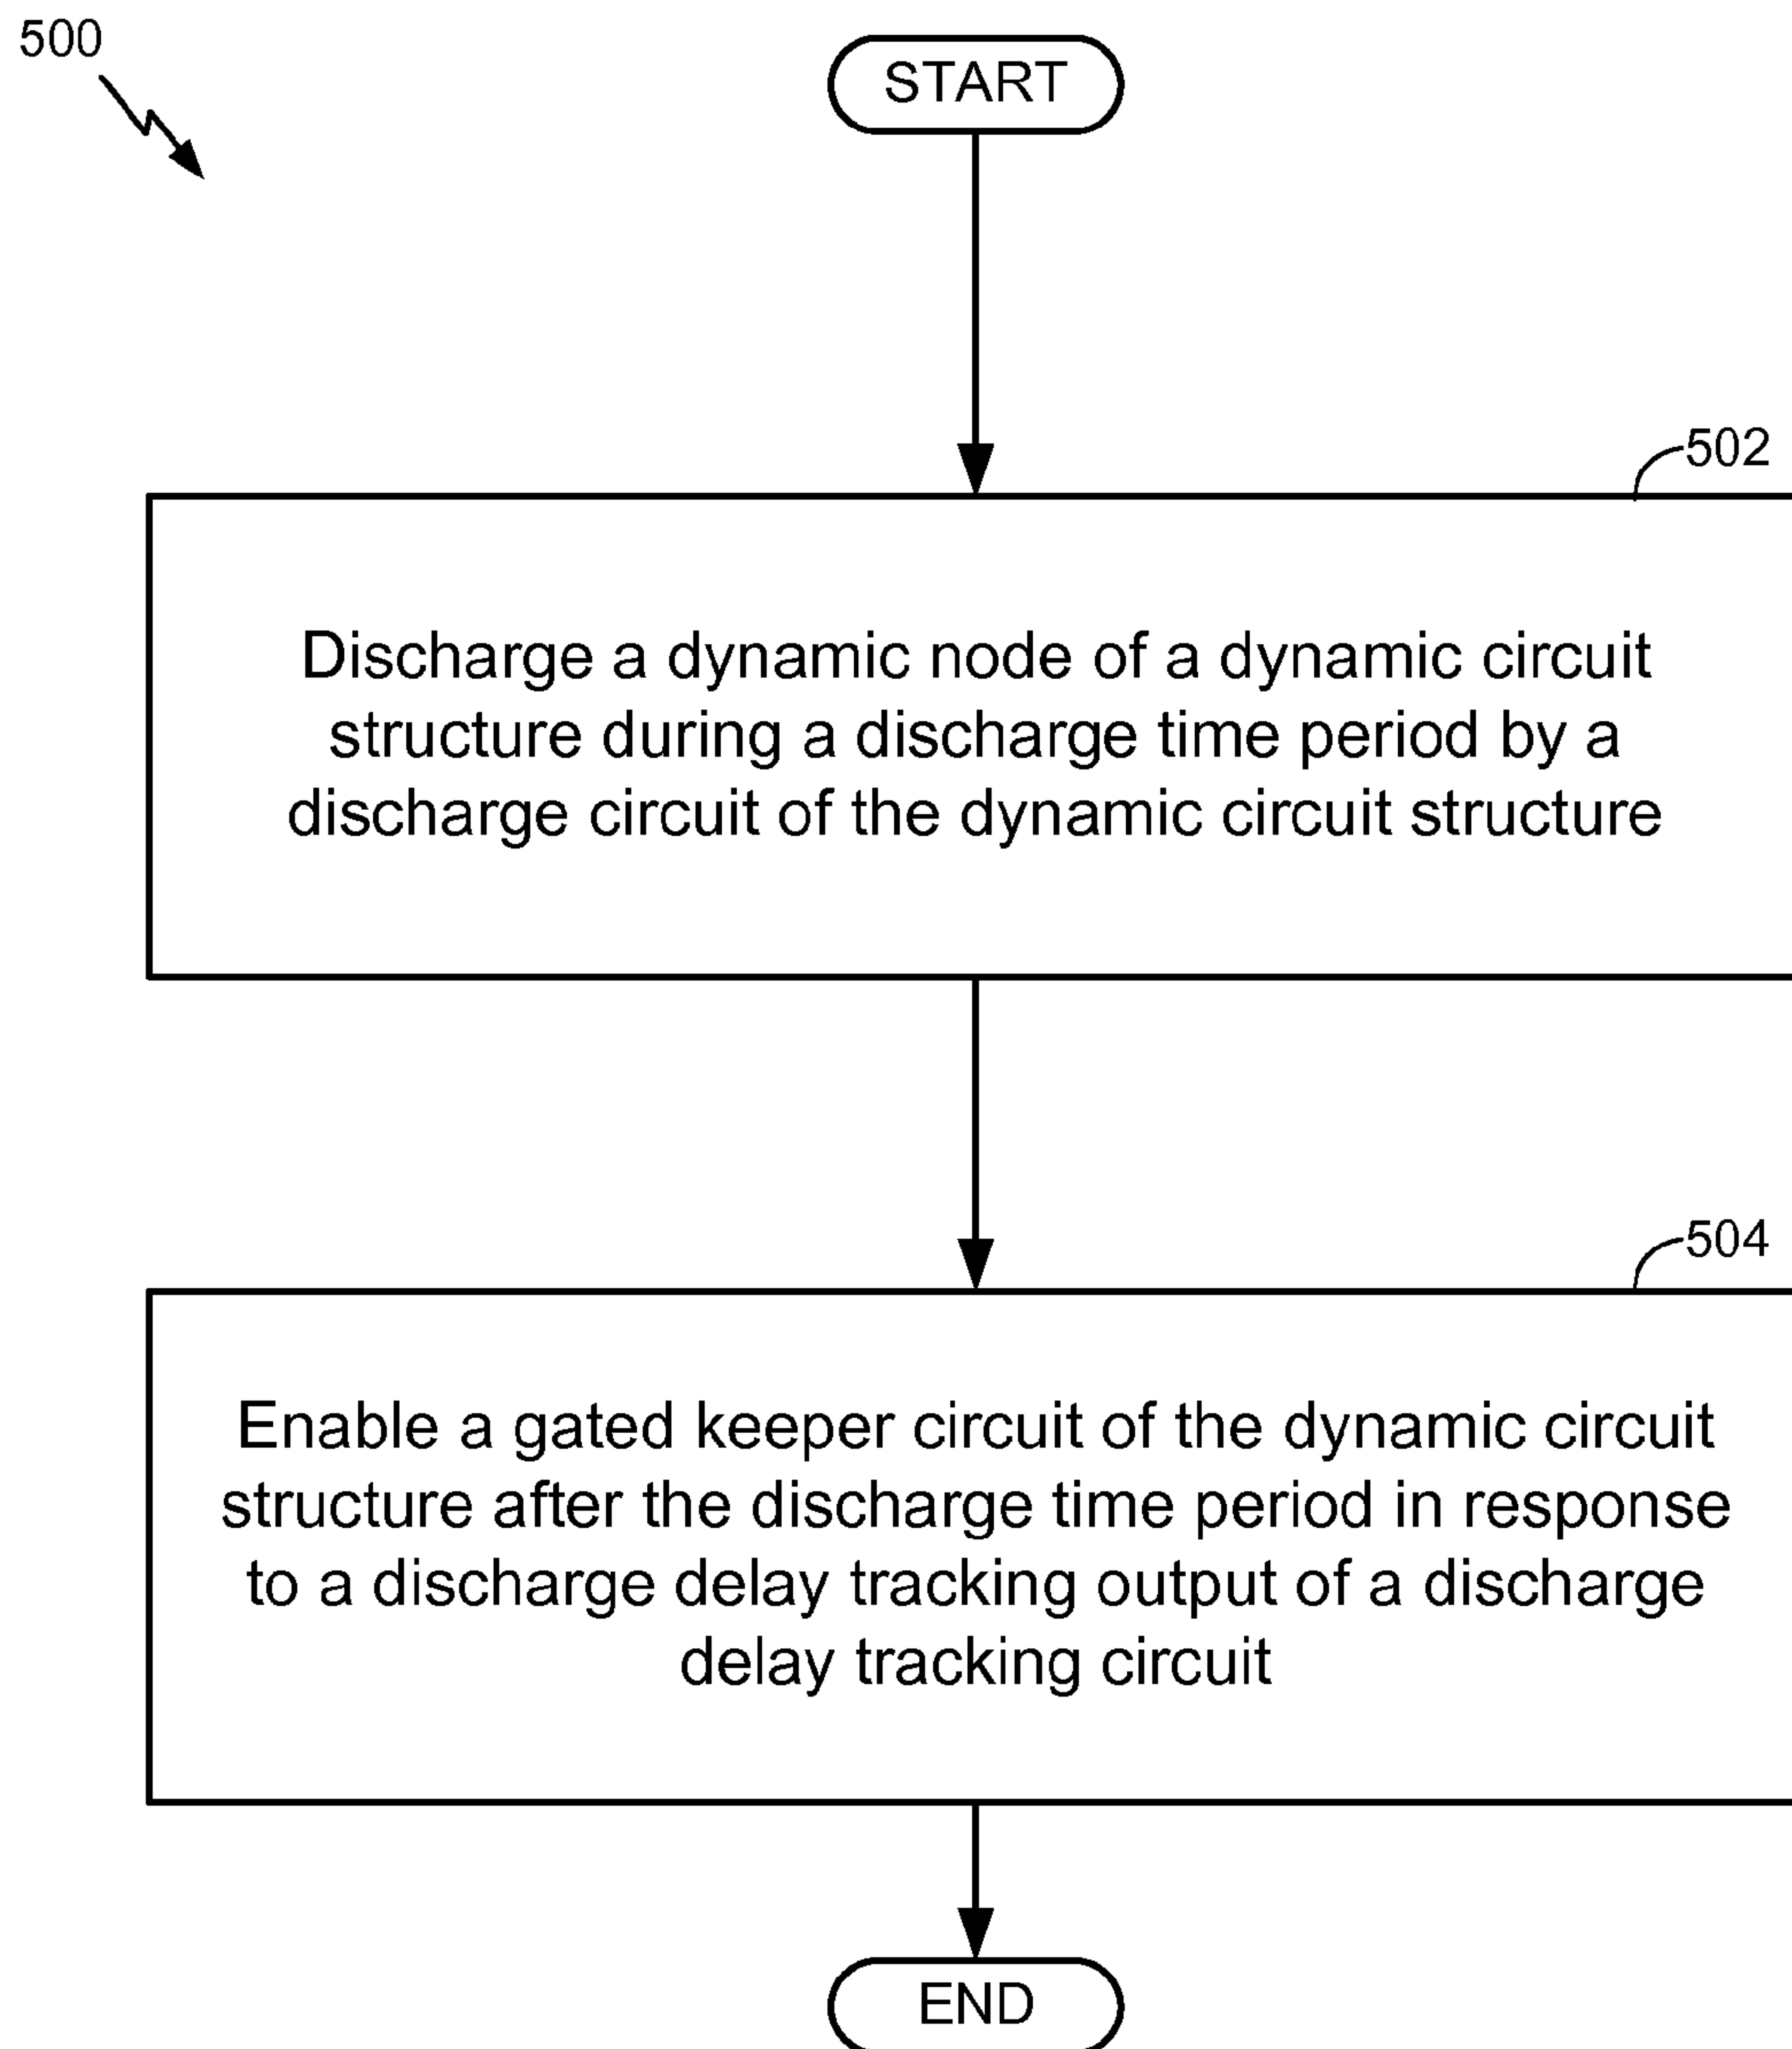 500
START
502
Discharge a dynamic node of a dynamic circuit
structure during a discharge time period by a
discharge circuit of the dynamic circuit structure
504
Enable a gated keeper circuit of the dynamic circuit
structure after the discharge time period in response
to a discharge delay tracking output of a discharge
delay tracking circuit
END